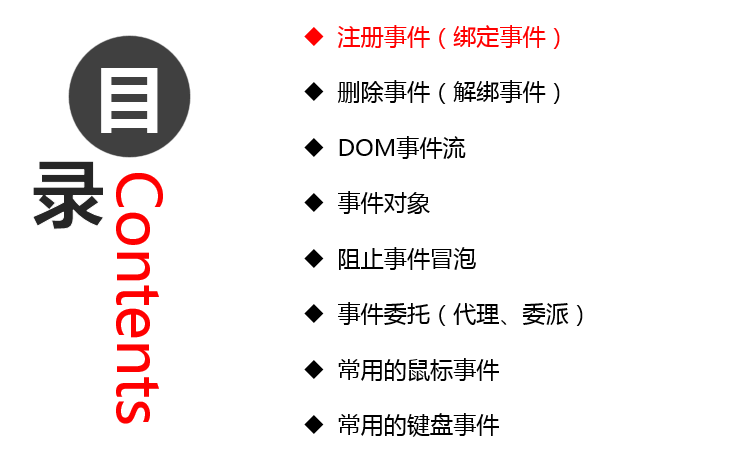 目录
Contents
◆ 注册事件（绑定事件）
◆ 删除事件（解绑事件）
◆ DOM事件流
◆ 事件对象
◆ 阻止事件冒泡
◆ 事件委托（代理、委派）
◆ 常用的鼠标事件
◆ 常用的键盘事件